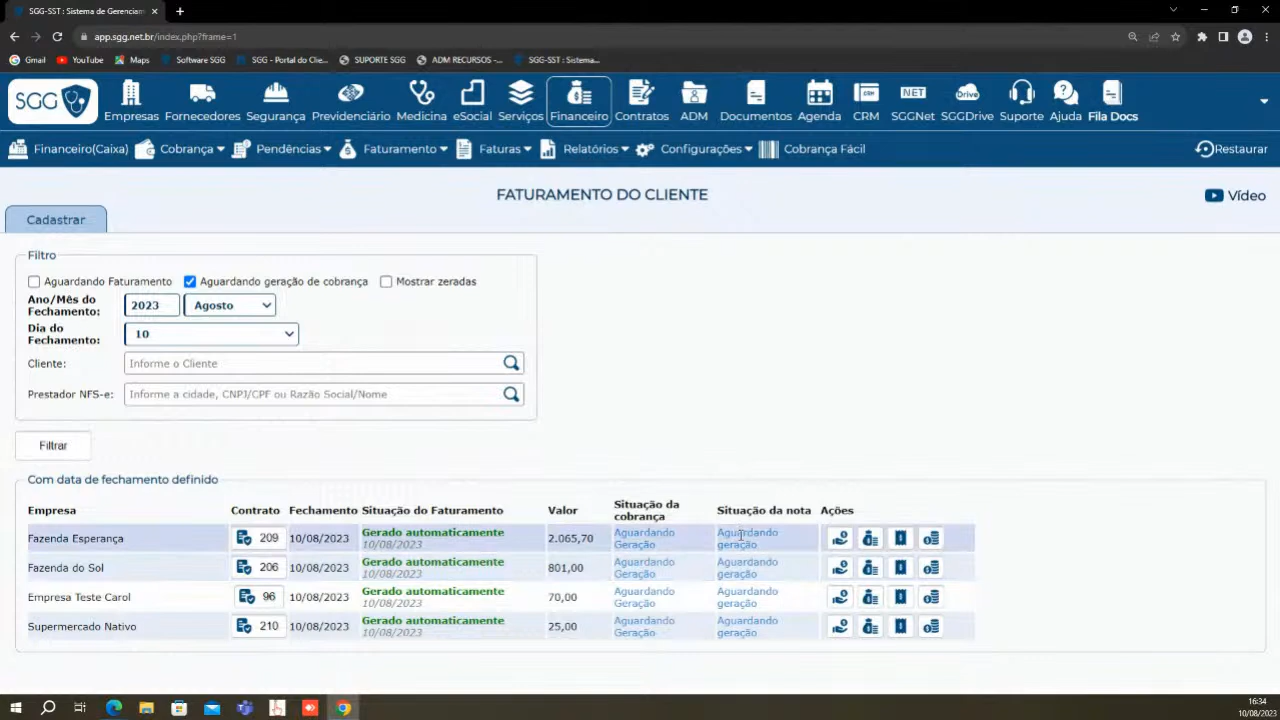 SGG-SST : Sistema de Gerenciam
app.sgg.net.br/index.php?frame=1
Gmail YouTube Maps Software SGG SGG - Portal do Clie... SUPORTE SGG ADM RECURSOS -... SGG-SST : Sistema...
SGG Empresas Fornecedores Segurança Previdenciário Medicina eSocial Serviços Financeiro Contratos ADM Documentos Agenda CRM CRM NET SGGNet Drive SGGDrive Suporte Ajuda Fila Docs
Financeiro(Caixa) Cobrança Pendências Faturamento Faturas Relatórios Configurações Cobrança Fácil Restaurar
FATURAMENTO DO CLIENTE
Vídeo
Cadastrar
Filtro
Aguardando Faturamento Aguardando geração de cobrança Mostrar zeradas
Ano/Mês do Fechamento: 2023 Agosto
Dia do Fechamento: 10
Cliente: Informe o Cliente
Prestador NFS-e: Informe a cidade, CNPJ/CPF ou Razão Social/Nome
Filtrar
Com data de fechamento definido
Empresa Contrato Fechamento Situação do Faturamento Valor Situação da cobrança Situação da nota Ações
Fazenda Esperança 209 10/08/2023 Gerado automaticamente 10/08/2023 2.065,70 Aguardando Geração Aguardando geração
Fazenda do Sol 206 10/08/2023 Gerado automaticamente 10/08/2023 801,00 Aguardando Geração Aguardando geração
Empresa Teste Carol 96 10/08/2023 Gerado automaticamente 10/08/2023 70,00 Aguardando Geração Aguardando geração
Supermercado Nativo 210 10/08/2023 Gerado automaticamente 10/08/2023 25,00 Aguardando Geração Aguardando geração
16:34
10/08/2023